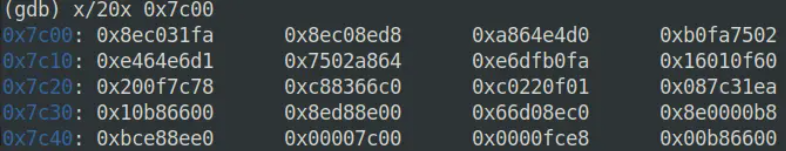 (gdb) x/20x 0x7c00
0x7c00: 0x8ec031fa 0x8ec08ed8 0xa864e4d0 0xb0fa7502
0x7c10: 0xe464e6d1 0x7502a864 0xe6dfb0fa 0x16010f60
0x7c20: 0x200f7c78 0xc88366c0 0xc0220f01 0x087c31ea
0x7c30: 0x10b86600 0x8ed88e00 0x66d08ec0 0x8e0000b8
0x7c40: 0xbce88ee0 0x00007c00 0x0000fce8 0x00b86600